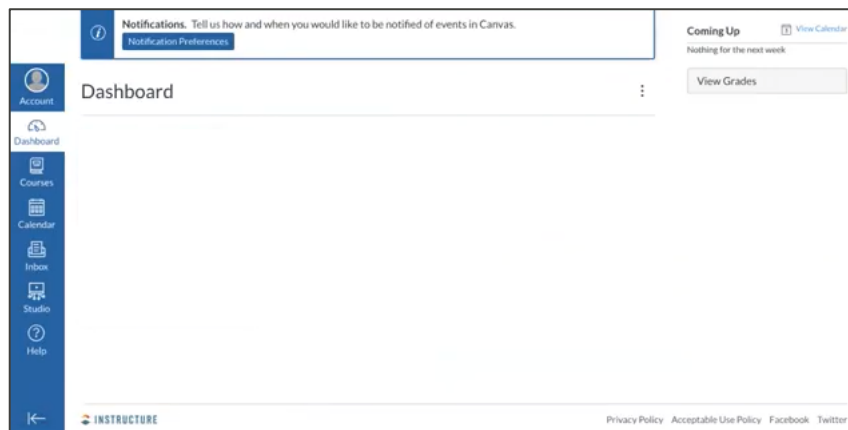 Notifications. Tell us how and when you would like to be notified of events in Canvas.
Notification Preferences
Coming Up
View Calendar
Nothing for the next week
View Grades
Dashboard
Account
Dashboard
Courses
Calendar
Inbox
Studio
Help
INSTRUCTURE
Privacy Policy Acceptable Use Policy Facebook Twitter